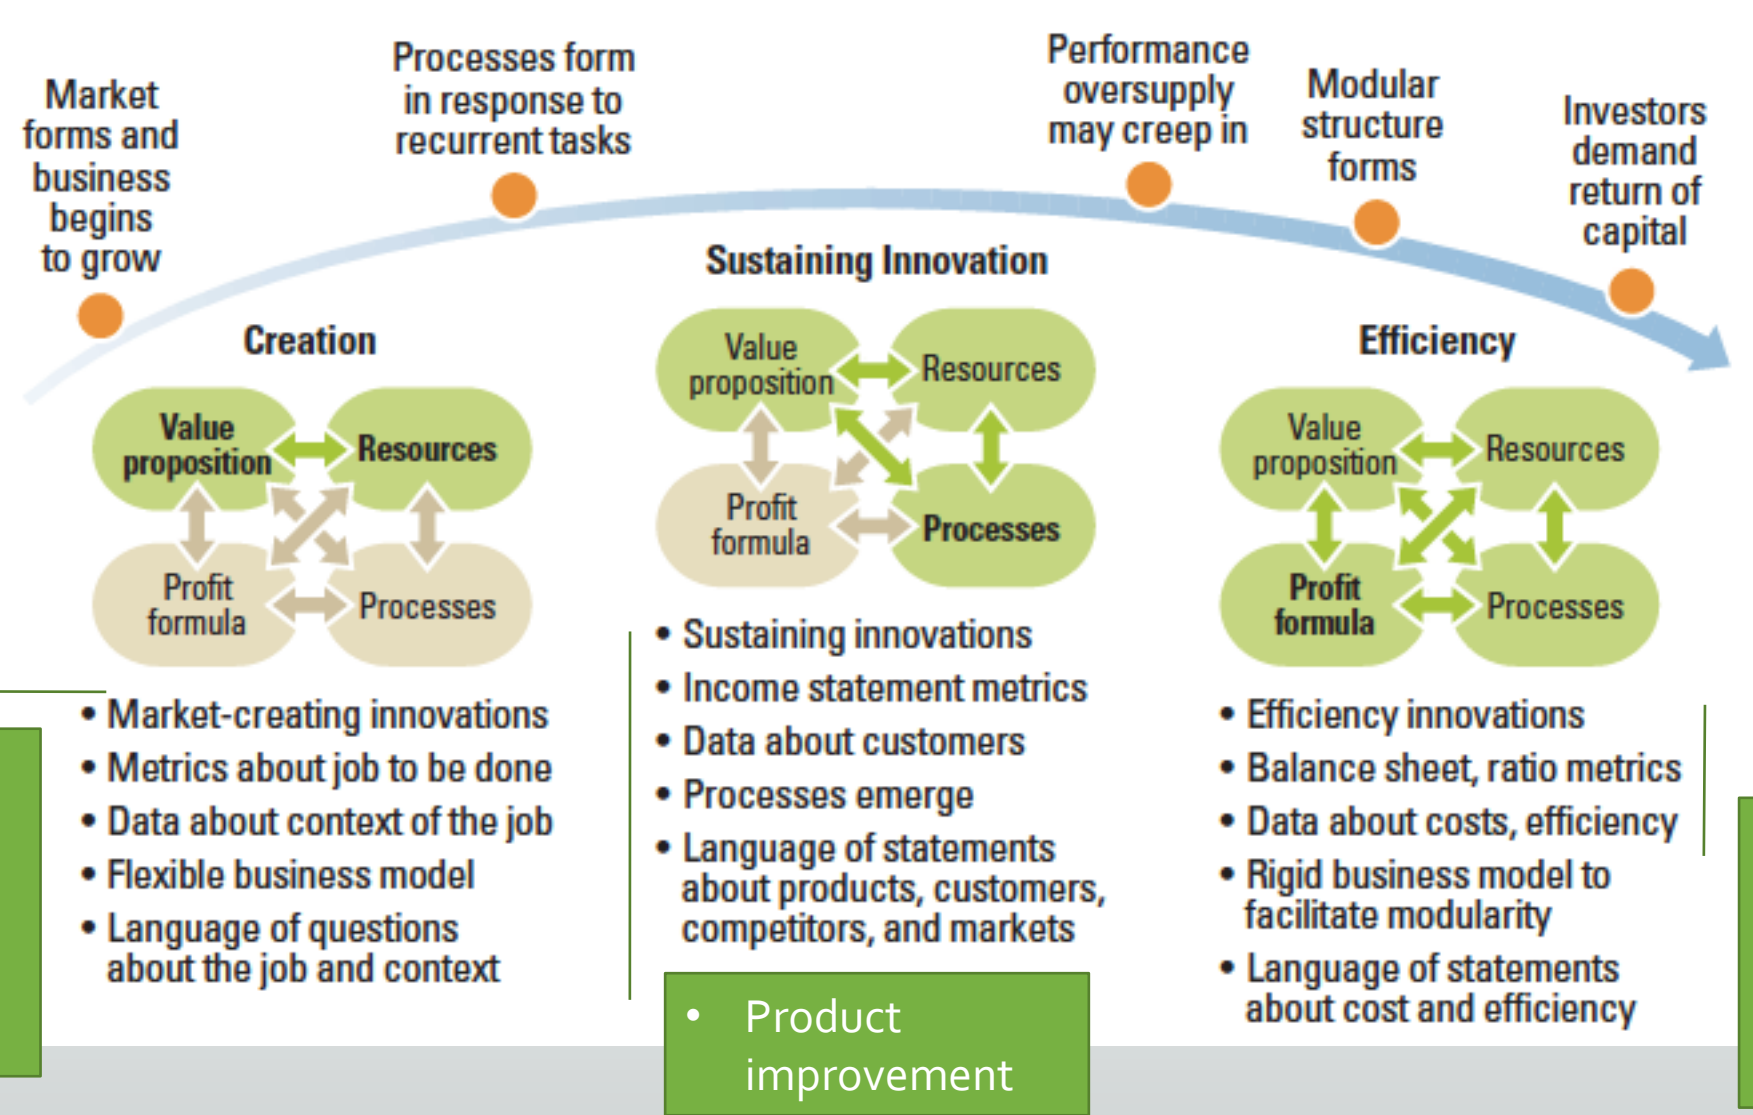 Market
forms and
business
begins
to grow
Processes form
in response to
recurrent tasks
Performance
oversupply
may creep in
Modular
structure
forms
Investors
demand
return of
capital
Creation
Value
proposition
Resources
Profit
formula
Processes
• Market-creating innovations
• Metrics about job to be done
• Data about context of the job
• Flexible business model
• Language of questions
about the job and context
Sustaining Innovation
Value
proposition
Resources
Profit
formula
Processes
• Sustaining innovations
• Income statement metrics
• Data about customers
• Processes emerge
• Language of statements
about products, customers,
competitors, and markets
• Product
improvement
Efficiency
Value
proposition
Resources
Profit
formula
Processes
• Efficiency innovations
• Balance sheet, ratio metrics
• Data about costs, efficiency
• Rigid business model to
facilitate modularity
• Language of statements
about cost and efficiency